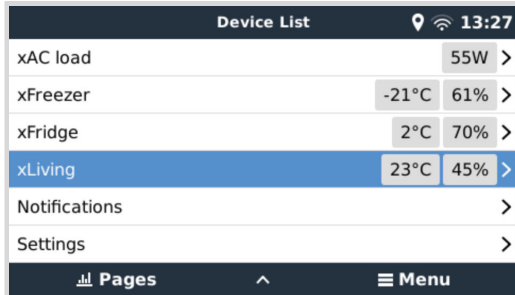 Device List 13:27
xAC load 55W
xFreezer -21°C 61%
xFridge 2°C 70%
xLiving 23°C 45%
Notifications
Settings
Pages Menu